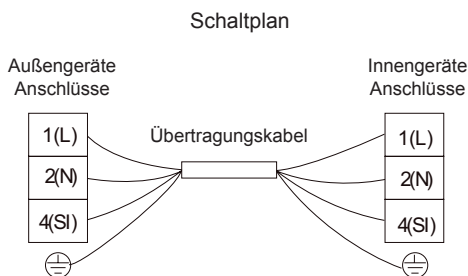 Schaltplan
Außengeräte
Anschlüsse
Innengeräte
Anschlüsse
1(L)
Übertragungskabel
1(L)
2(N)
2(N)
4(SI)
4(SI)